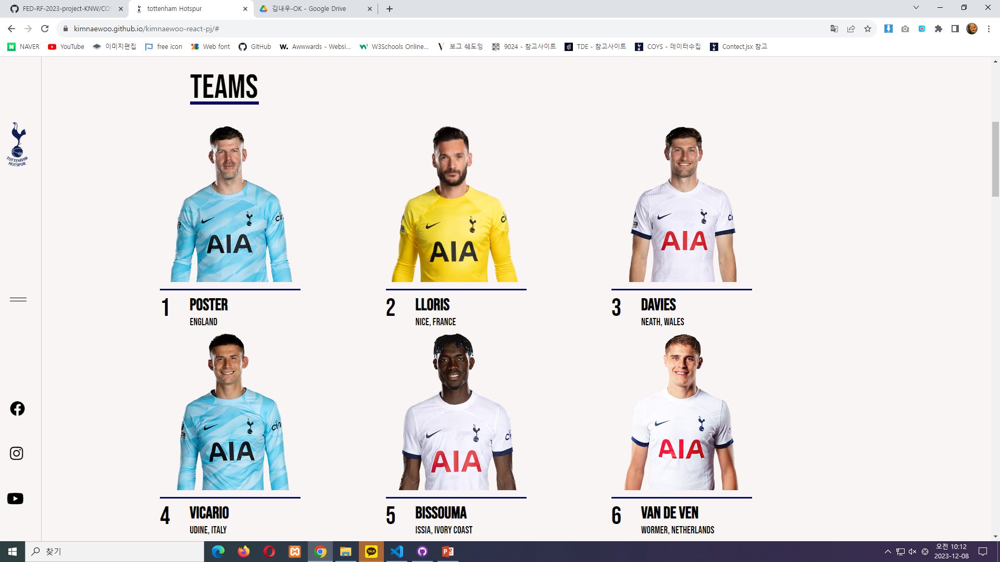 FED-RF-2023-project-KNW/COY
tottenham Hotspur
김내우-OK - Google Drive
kimnaewoo.github.io/kimnaewoo-react-pj/#
NAVER
YouTube
이미지편집
free icon
Web font
GitHub
Awwwards - Websi...
W3Schools Online...
보그 쉐도잉
9024 - 참고사이트
TDE - 참고사이트
COYS - 데이터수집
Contect.jsx 참고
TEAMS
TOTTENHAM
HOTSPUR
AIA
AIA
AIA
1 POSTER
ENGLAND
2 LLORIS
NICE, FRANCE
3 DAVIES
NEATH, WALES
AIA
AIA
AIA
4 VICARIO
UDINE, ITALY
5 BISSOUMA
ISSIA, IVORY COAST
6 VAN DE VEN
WORMER, NETHERLANDS
찾기
TALK
오전 10:12
2023-12-08